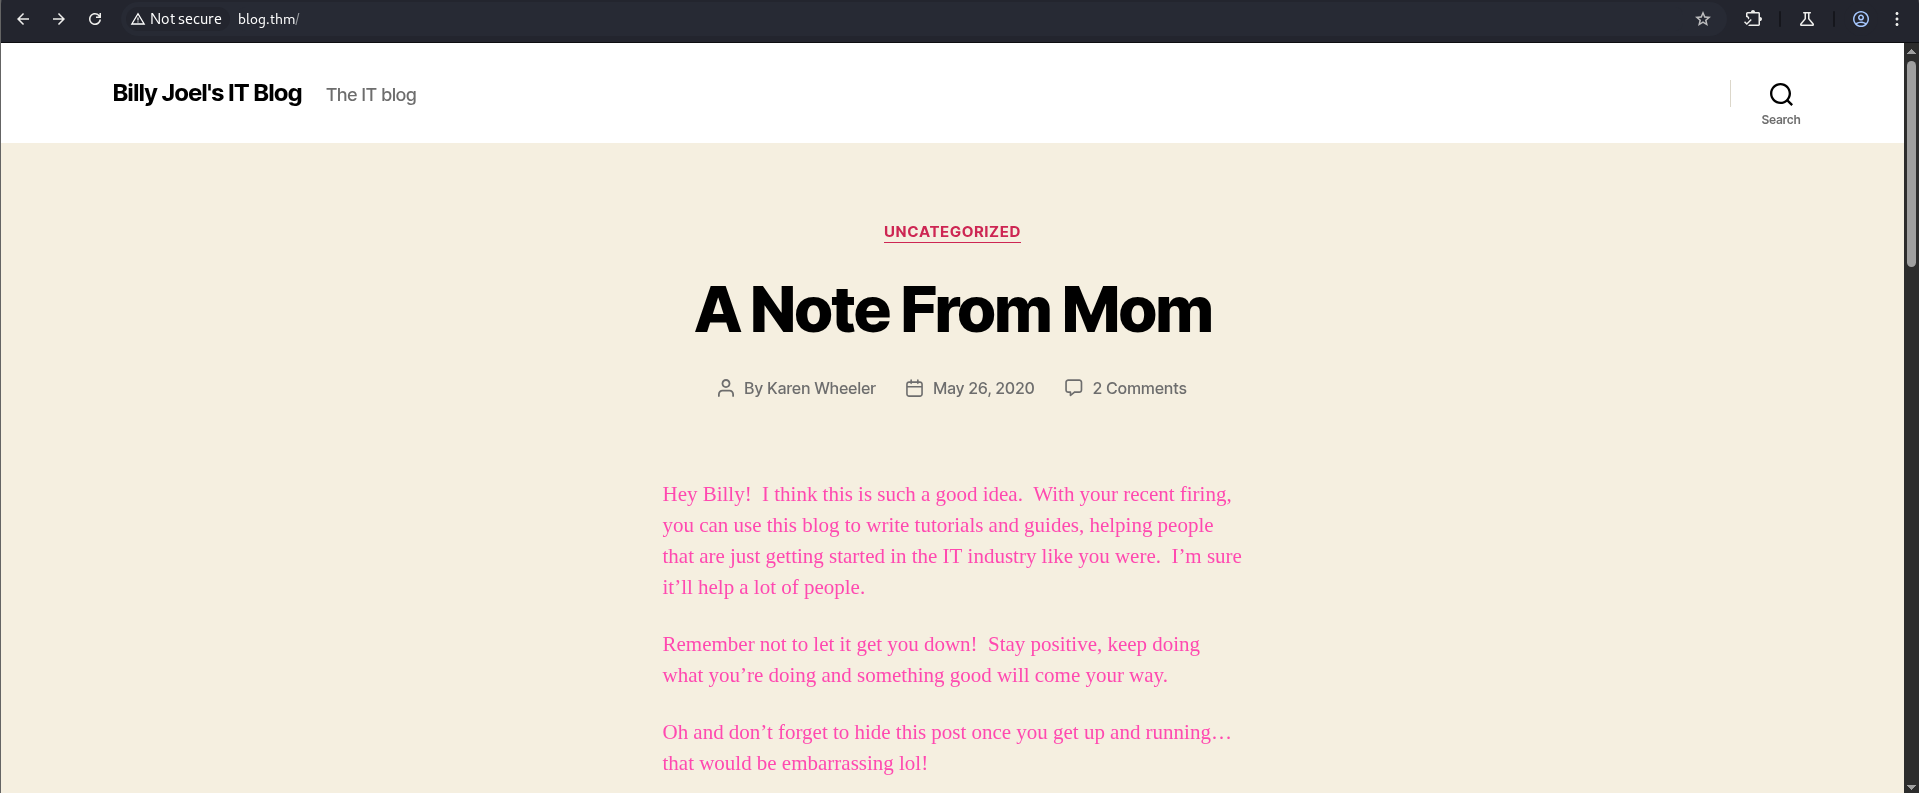 Not secure blog.thm/
Billy Joel's IT Blog The IT blog
Search
UNCATEGORIZED
A Note From Mom
By Karen Wheeler May 26, 2020 2 Comments
Hey Billy!  I think this is such a good idea.  With your recent firing,
you can use this blog to write tutorials and guides, helping people
that are just getting started in the IT industry like you were.  I’m sure
it’ll help a lot of people.
Remember not to let it get you down!  Stay positive, keep doing
what you’re doing and something good will come your way.
Oh and don’t forget to hide this post once you get up and running…
that would be embarrassing lol!